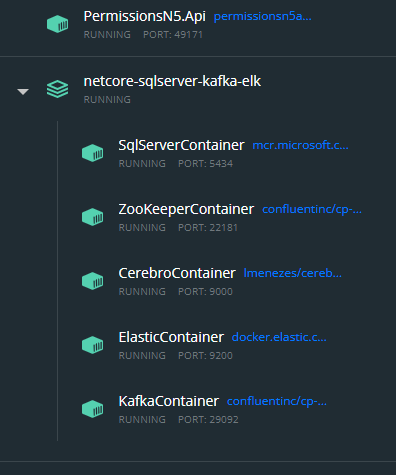 PermissionsN5.Api permissionsn5a...
RUNNING PORT: 49171
netcore-sqlserver-kafka-elk
RUNNING
SqlServerContainer mcr.microsoft.c...
RUNNING PORT: 5434
ZooKeeperContainer confluentinc/cp-...
RUNNING PORT: 22181
CerebroContainer lmenezes/cereb...
RUNNING PORT: 9000
ElasticContainer docker.elastic.c...
RUNNING PORT: 9200
KafkaContainer confluentinc/cp-...
RUNNING PORT: 29092